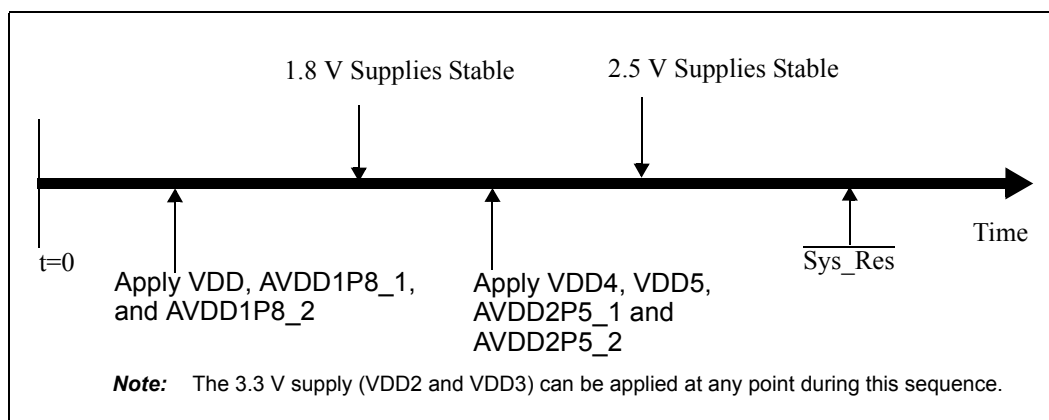 1.8 V Supplies Stable
2.5 V Supplies Stable
t=0
Time
Sys_Res
Apply VDD, AVDD1P8_1,
and AVDD1P8_2
Apply VDD4, VDD5,
AVDD2P5_1 and
AVDD2P5_2
Note: The 3.3 V supply (VDD2 and VDD3) can be applied at any point during this sequence.